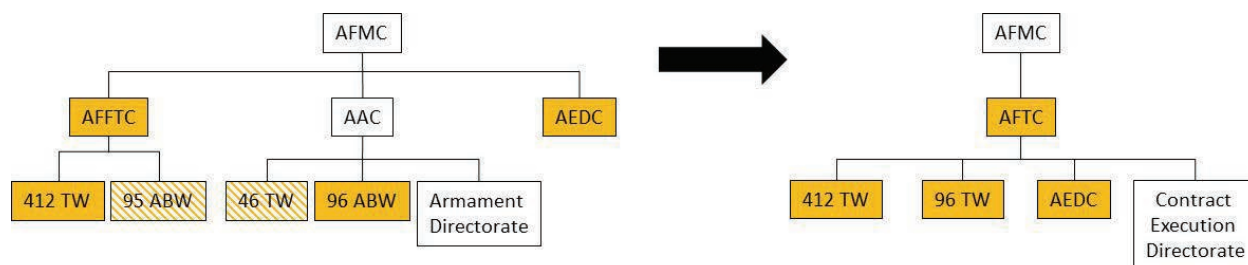 AFMC
AFMC
AFFTC
AAC
AEDC
AFTC
412 TW
95 ABW
46 TW
96 ABW
Armament
Directorate
412 TW
96 TW
AEDC
Contract
Execution
Directorate